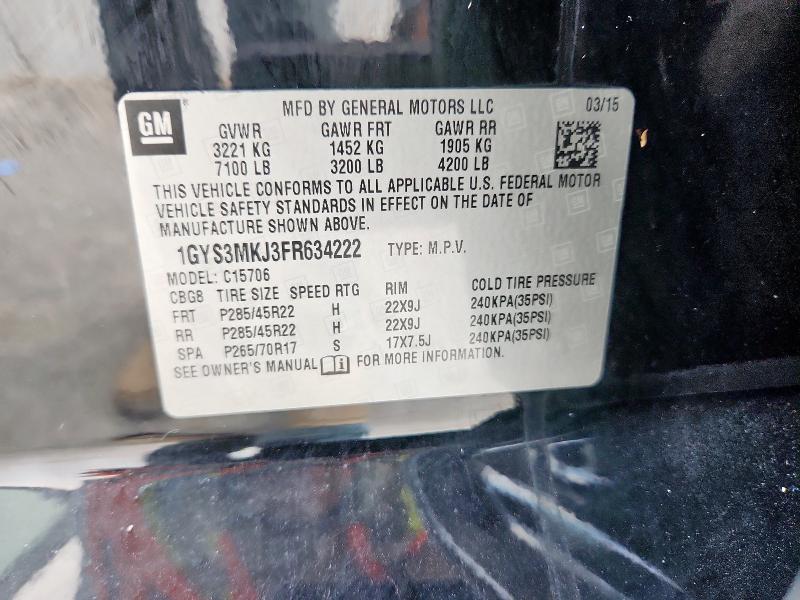 GM
MFD BY GENERAL MOTORS LLC 03/15
GVWR GAWR FRT GAWR RR
3221 KG 1452 KG 1905 KG
7100 LB 3200 LB 4200 LB
THIS VEHICLE CONFORMS TO ALL APPLICABLE U.S. FEDERAL MOTOR
VEHICLE SAFETY STANDARDS IN EFFECT ON THE DATE OF
MANUFACTURE SHOWN ABOVE.
1GYS3MKJ3FR634222 TYPE: M.P.V.
MODEL: C15706
CBG8 TIRE SIZE SPEED RTG RIM COLD TIRE PRESSURE
FRT P285/45R22 H 22X9J 240KPA(35PSI)
RR P285/45R22 H 22X9J 240KPA(35PSI)
SPA P265/70R17 S 17X7.5J 240KPA(35PSI)
SEE OWNER'S MANUAL i FOR MORE INFORMATION.